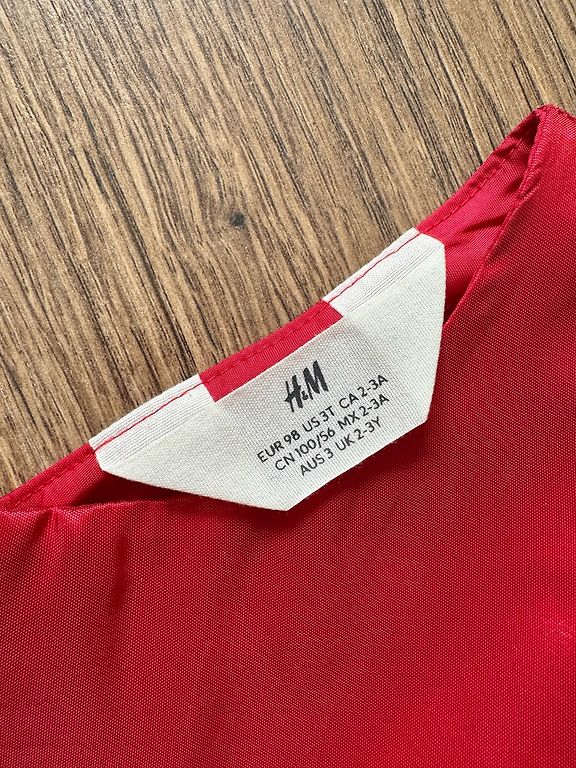 H&M
EUR 98 US 3T CA 2-3A
CN 100/56 MX 2-3A
AUS 3 UK 2-3Y